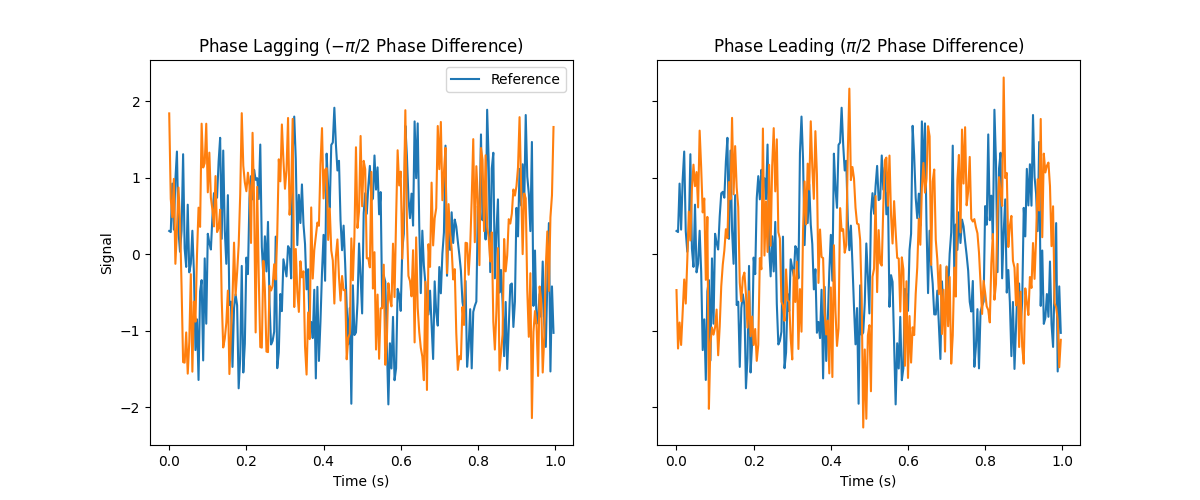 Phase Lagging (−π/2 Phase Difference)
Phase Leading (π/2 Phase Difference)
Reference
Signal
2
1
0
−1
−2
0.0 0.2 0.4 0.6 0.8 1.0
0.0 0.2 0.4 0.6 0.8 1.0
Time (s)
Time (s)